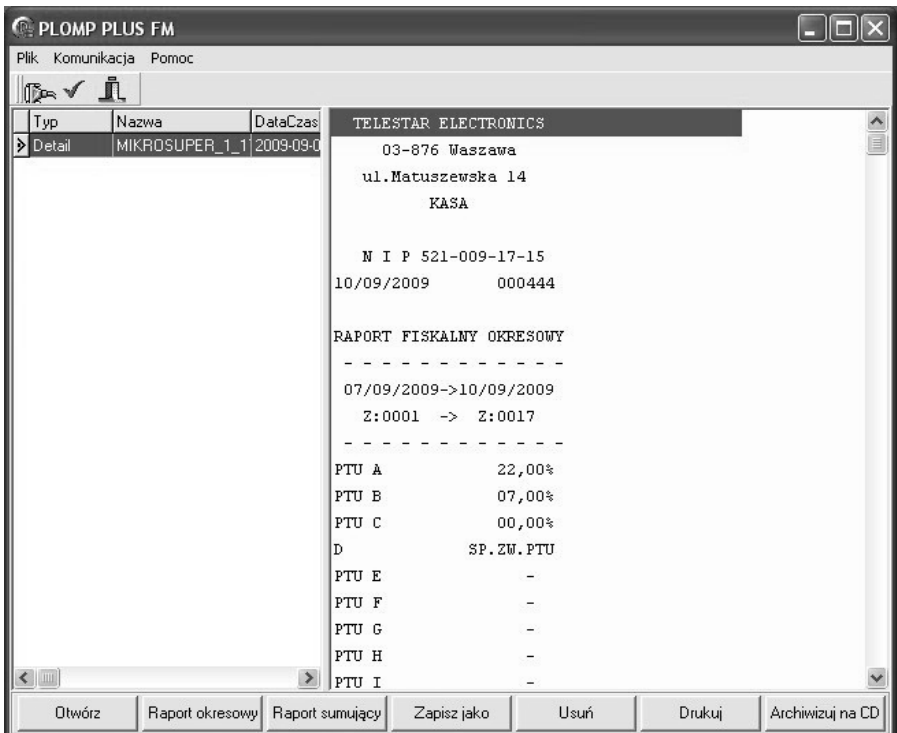 PLOMP PLUS FM
Plik Komunikacja Pomoc
Typ Nazwa DataCzas
Detail MIKROSUPER_1_1 2009-09-0
TELESTAR ELECTRONICS
03-876 Waszawa
ul.Matuszewska 14
KASA
N I P 521-009-17-15
10/09/2009 000444
RAPORT FISKALNY OKRESOWY
- - - - - - - - - - - -
07/09/2009->10/09/2009
Z:0001 -> Z:0017
- - - - - - - - - - - -
PTU A 22,00%
PTU B 07,00%
PTU C 00,00%
D SP.ZW.PTU
PTU E -
PTU F -
PTU G -
PTU H -
PTU I -
Otwórz Raport okresowy Raport sumujący Zapisz jako Usuń Drukuj Archiwizuj na CD